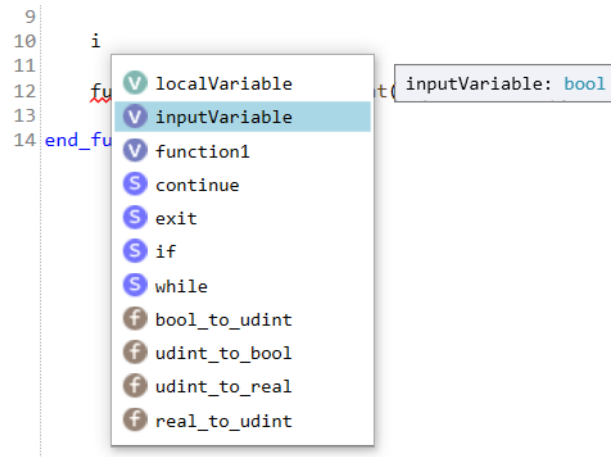 9
10 i
11
12 fu t( inputVariable: bool
13
14 end_fu
V localVariable
V inputVariable
V function1
S continue
S exit
S if
S while
f bool_to_udint
f udint_to_bool
f udint_to_real
f real_to_udint